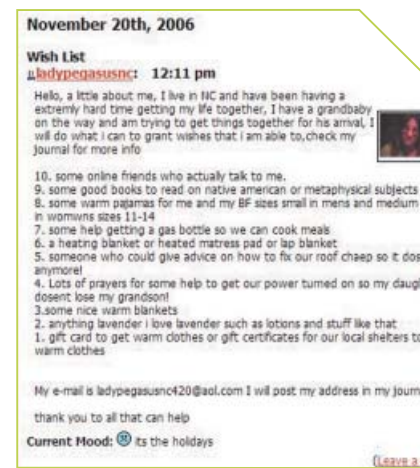 November 20th, 2006
Wish List
ladypegasusnc: 12:11 pm
Hello, a little about me, I live in NC and have been having a
extremly hard time getting my life together, I have a grandbaby
on the way and am trying to get things together for his arrival, I
will do what i can to grant wishes that i am able to,check my
journal for more info
10. some online friends who actually talk to me.
9. some good books to read on native american or metaphysical subjects
8. some warm pajamas for me and my BF sizes small in mens and medium
in womwns sizes 11-14
7. some help getting a gas bottle so we can cook meals
6. a heating blanket or heated matress pad or lap blanket
5. someone who could give advice on how to fix our roof chaep so it dos
anymore!
4. Lots of prayers for some help to get our power turned on so my daug
dosent lose my grandson!
3.some nice warm blankets
2. anything lavender i love lavender such as lotions and stuff like that
1. gift card to get warm clothes or gift certificates for our local shelters to
warm clothes
My e-mail is ladypegasusnc420@aol.com I will post my address in my journ
thank you to all that can help
Current Mood: its the holidays
(Leave a